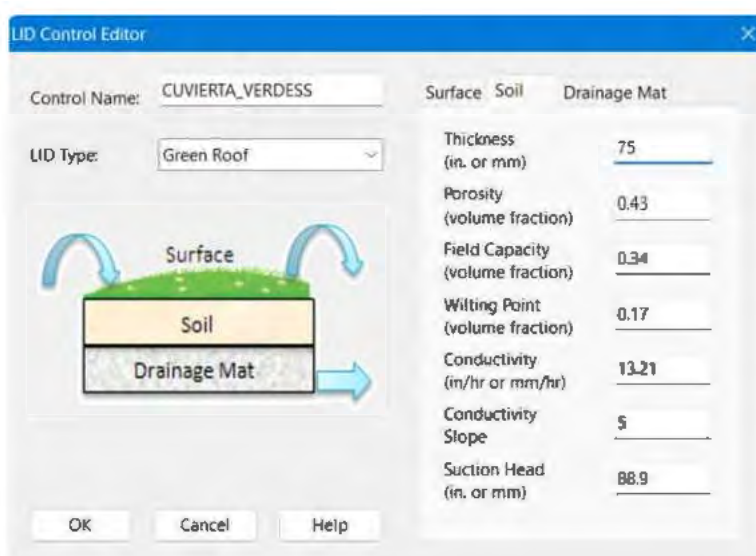 LID Control Editor
Control Name: CUVIERTA_VERDESS
LID Type: Green Roof
Surface
Soil
Drainage Mat
OK Cancel Help
Surface Soil Drainage Mat
Thickness
(in. or mm) 75
Porosity
(volume fraction) 0.43
Field Capacity
(volume fraction) 0.34
Wilting Point
(volume fraction) 0.17
Conductivity
(in/hr or mm/hr) 13.21
Conductivity
Slope 5
Suction Head
(in. or mm) 88.9